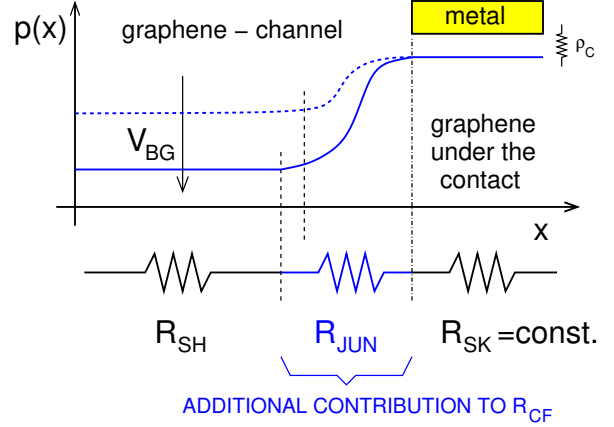 p(x)
graphene – channel
metal
ρC
VBG
graphene
under the
contact
x
RSH
RJUN
RSK =const.
ADDITIONAL CONTRIBUTION TO RCF